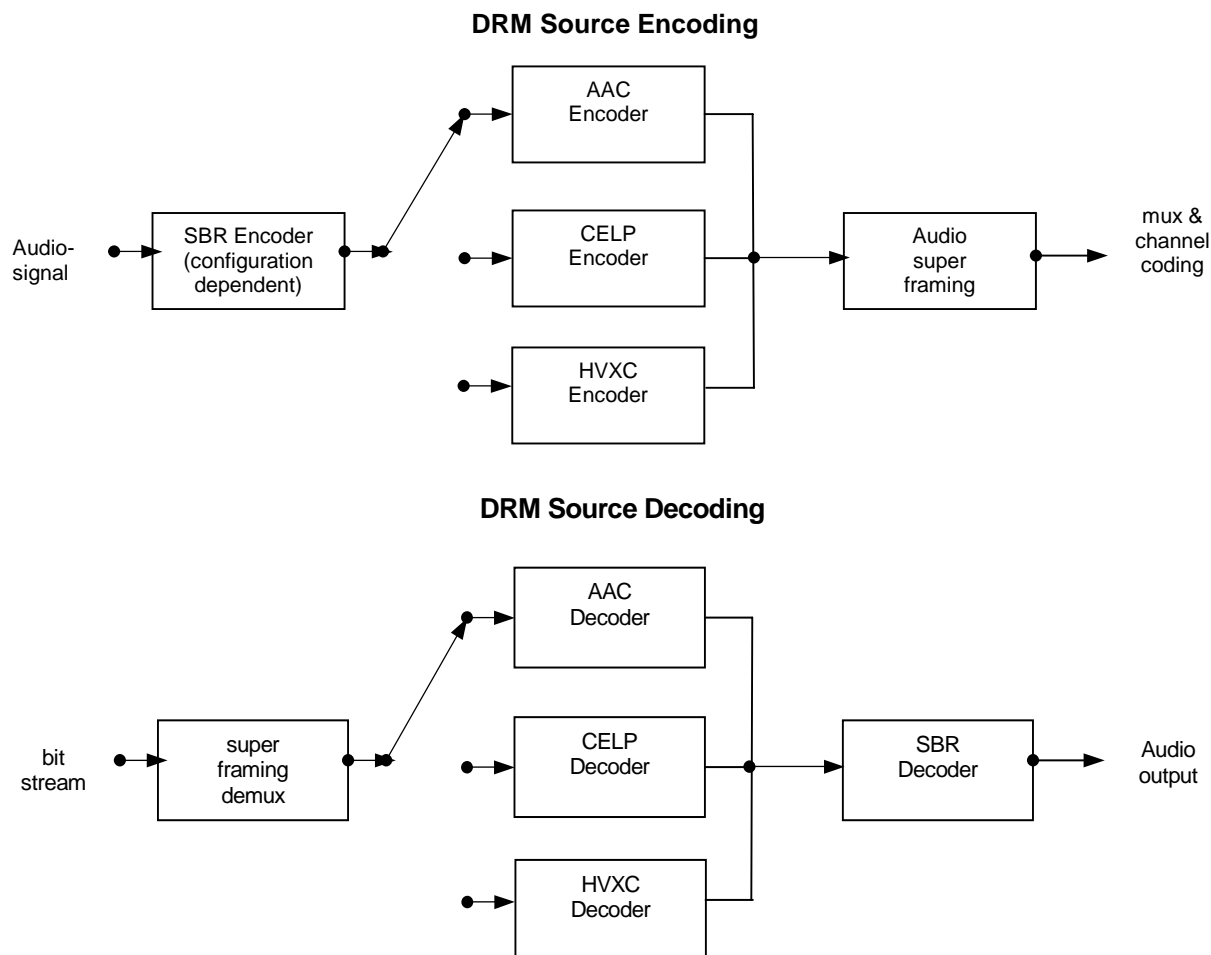 DRM Source Encoding
AAC
Encoder
Audio-
signal
SBR Encoder
(configuration
dependent)
CELP
Encoder
Audio
super
framing
mux &
channel
coding
HVXC
Encoder
DRM Source Decoding
AAC
Decoder
bit
stream
super
framing
demux
CELP
Decoder
SBR
Decoder
Audio
output
HVXC
Decoder